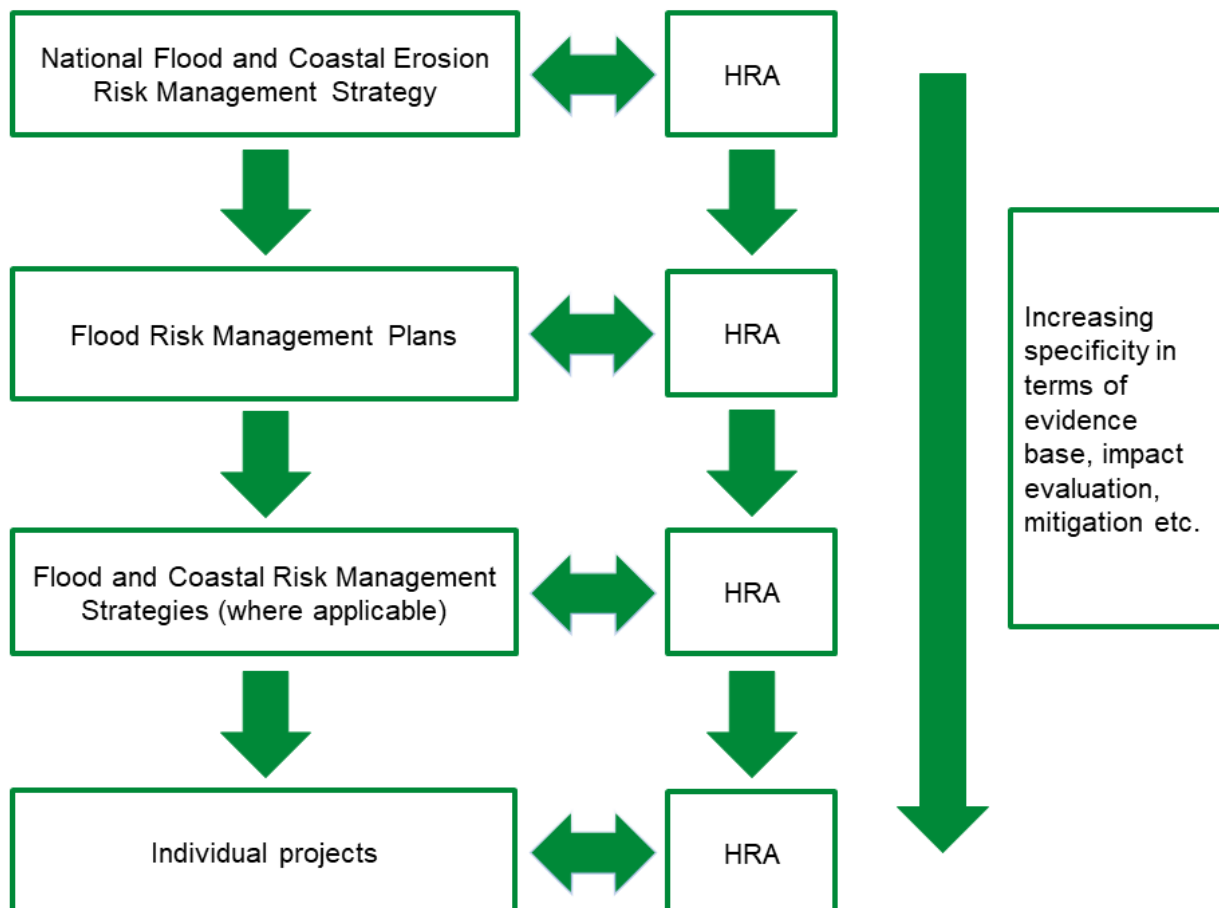 National Flood and Coastal Erosion
Risk Management Strategy
HRA
Flood Risk Management Plans
HRA
Flood and Coastal Risk Management
Strategies (where applicable)
HRA
Individual projects
HRA
Increasing
specificity in
terms of
evidence
base, impact
evaluation,
mitigation etc.